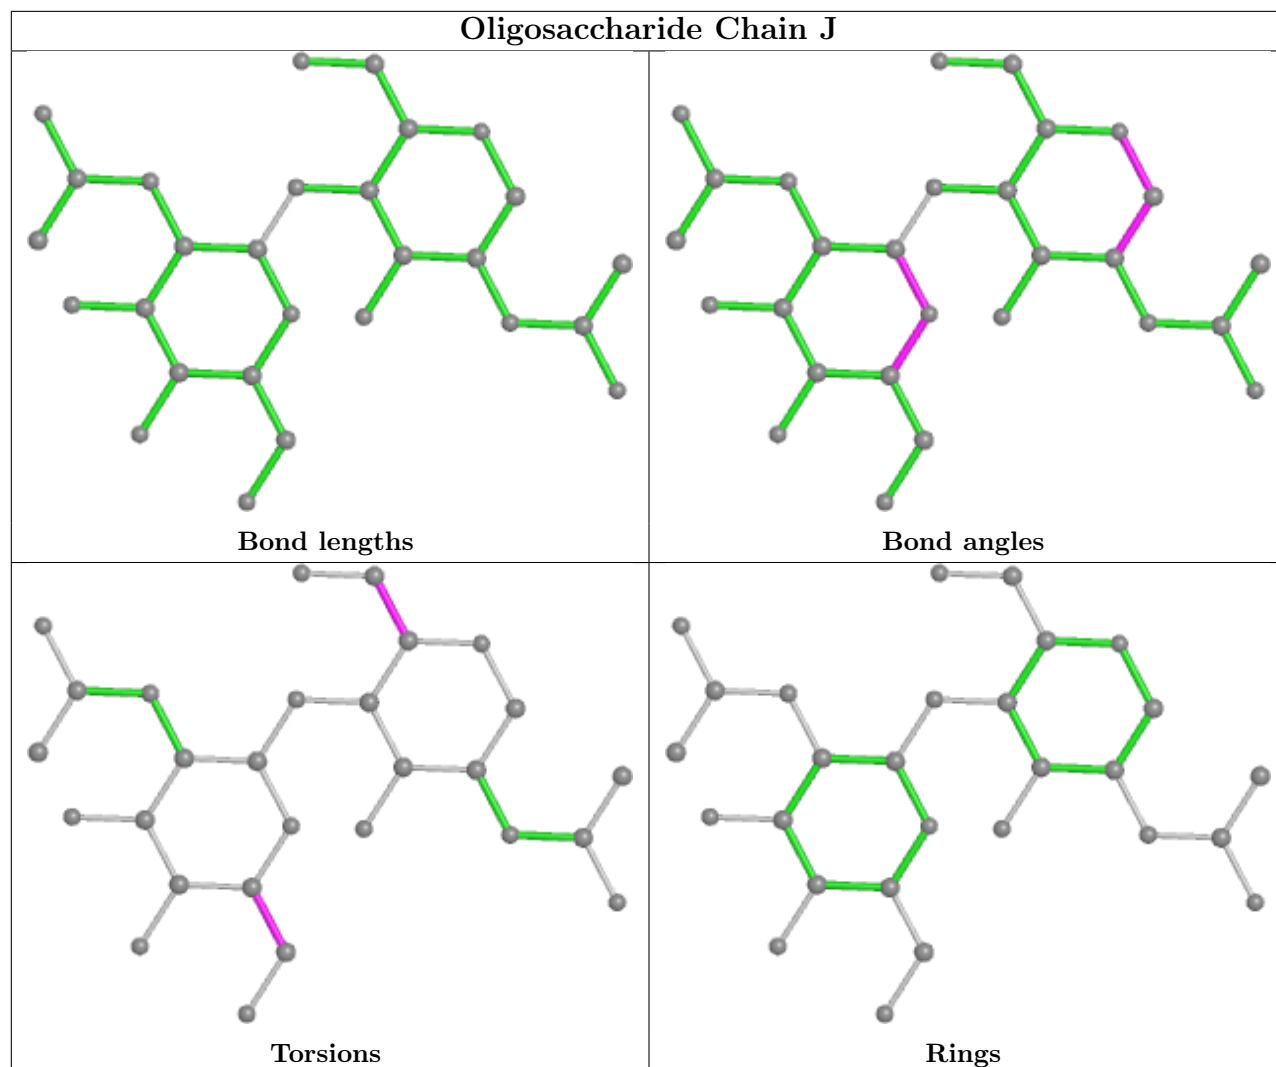 Oligosaccharide Chain J
Bond lengths
Bond angles
Torsions
Rings